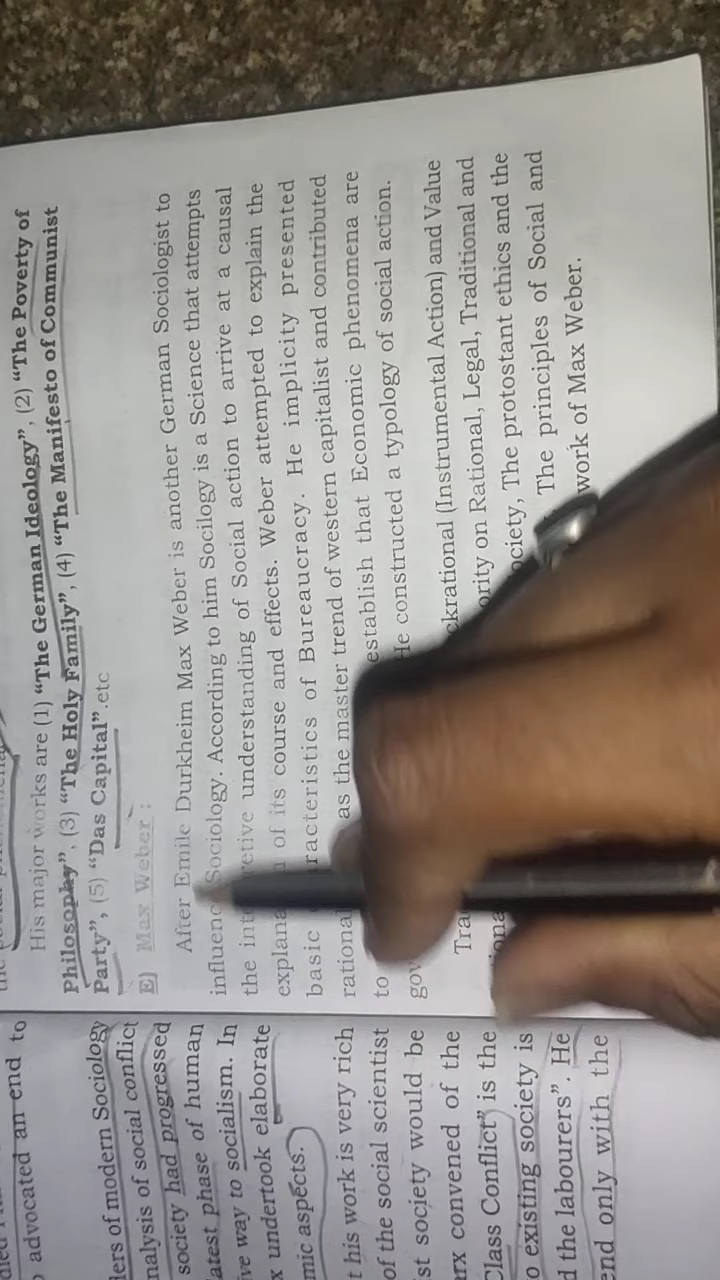 advocated an end to
ders of modern Sociology
nalysis of social conflict
society had progressed
atest phase of human
ve way to socialism. In
x undertook elaborate
mic aspects.
t his work is very rich
of the social scientist
st society would be
rx convened of the
Class Conflict" is the
o existing society is
d the labourers". He
end only with the
His major works are (1) "The German Ideology", (2) "The Poverty of
Philosophy", (3) "The Holy Family", (4) "The Manifesto of Communist
Party", (5) "Das Capital".etc
E) Max Weber :
After Emile Durkheim Max Weber is another German Sociologist to
influenc Sociology. According to him Socilogy is a Science that attempts
the int retive understanding of Social action to arrive at a causal
explana of its course and effects. Weber attempted to explain the
basic racteristics of Bureaucracy. He implicity presented
rational as the master trend of western capitalist and contributed
to establish that Economic phenomena are
gov He constructed a typology of social action.
Tra ckrational (Instrumental Action) and Value
iona ority on Rational, Legal, Traditional and
ociety, The protostant ethics and the
The principles of Social and
work of Max Weber.